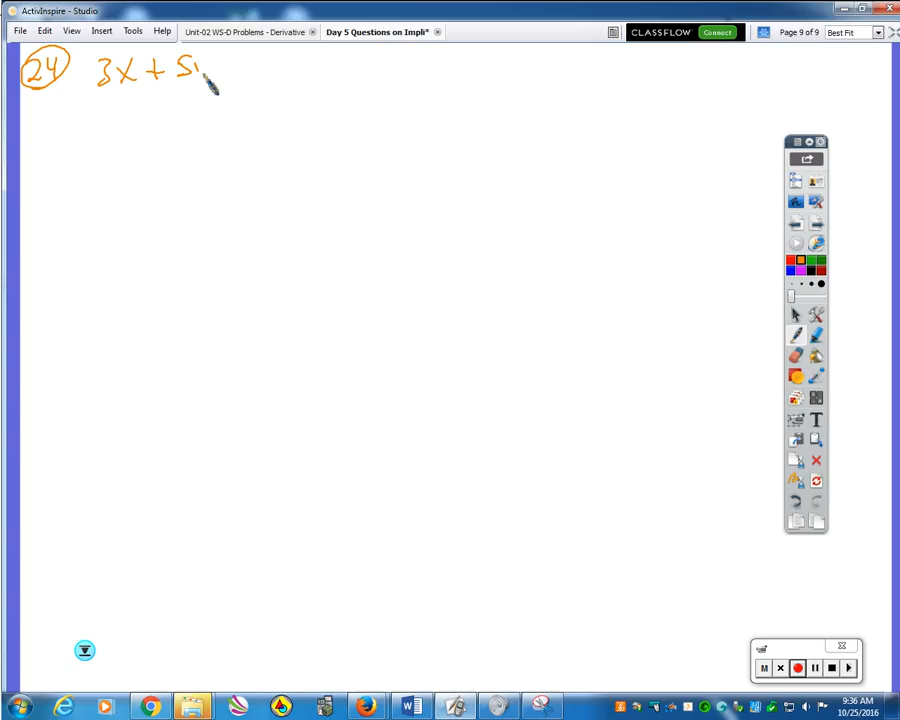 ActivInspire - Studio
File Edit View Insert Tools Help Unit-02 WS-D Problems - Derivative Day 5 Questions on Impli* CLASSFLOW Connect Page 9 of 9 Best Fit
24 3x + Si
T
M
9:36 AM
10/25/2016